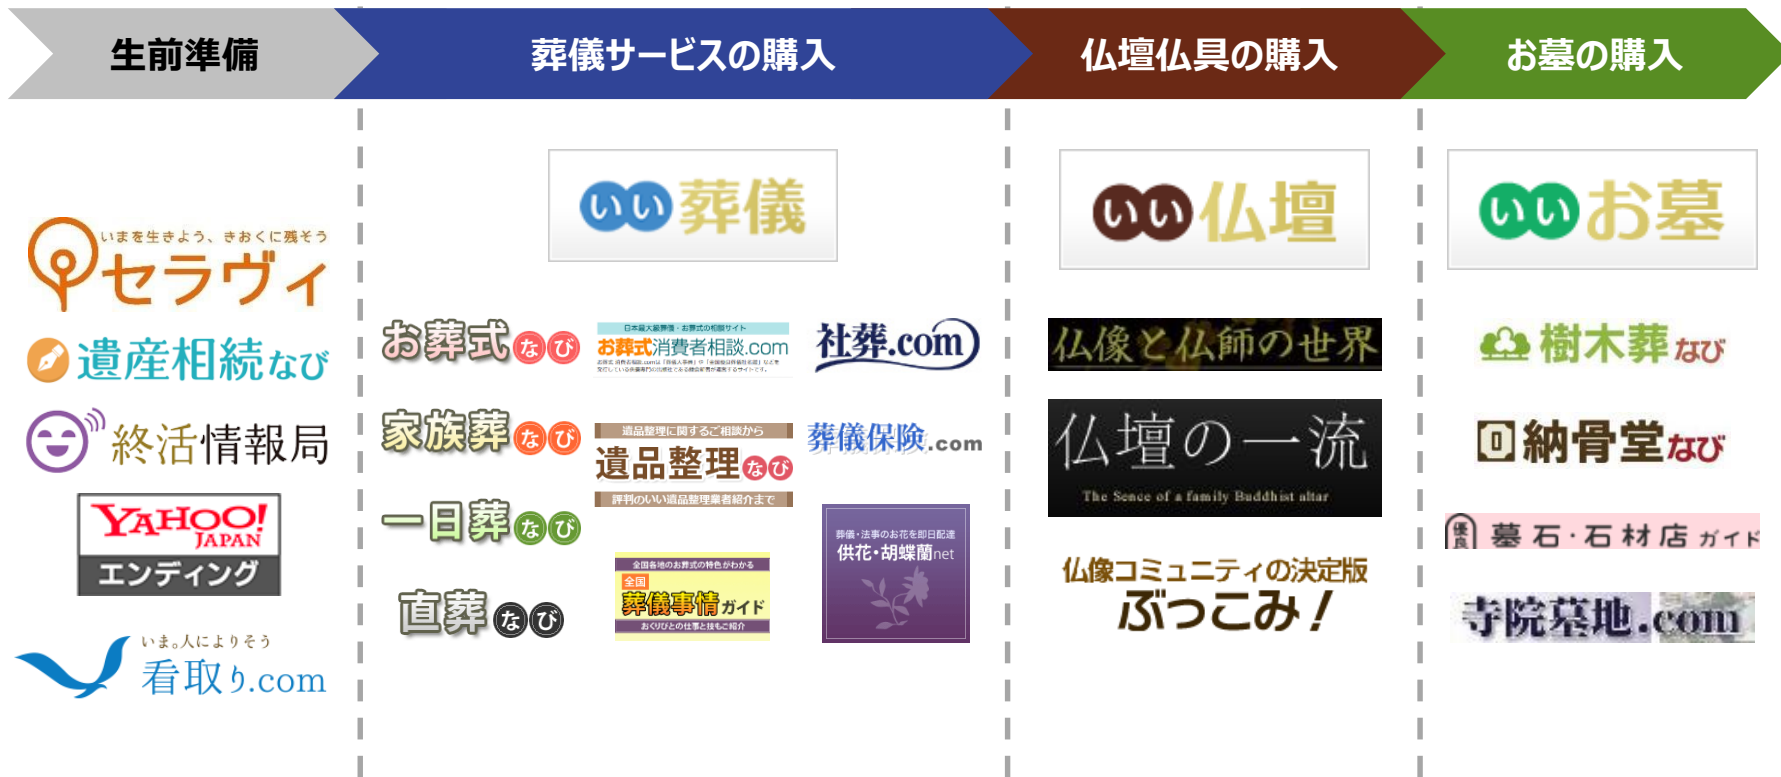 生前準備
葬儀サービスの購入
仏壇仏具の購入
お墓の購入
いまを生きよう、きおくに残そう
セラヴィ
遺産相続なび
終活情報局
YAHOO!
JAPAN
エンディング
いま。人によりそう
看取り.com
いい葬儀
お葬式なび
家族葬なび
一日葬なび
直葬なび
日本最大級葬儀・お葬式の相談サイト
お葬式消費者相談.com
遺品整理に関するご相談から
遺品整理なび
評判のいい遺品整理業者紹介まで
全国各地のお葬式の特色がわかる
全国
葬儀事情ガイド
おくりびとの仕事と技もご紹介
社葬.com
葬儀保険.com
葬儀・法事のお花を即日配達
供花・胡蝶蘭net
いい仏壇
仏像と仏師の世界
仏壇の一流
The Sence of a family Buddhist altar
仏像コミュニティの決定版
ぶっこみ！
いいお墓
樹木葬なび
納骨堂なび
優良 墓石・石材店ガイド
寺院墓地.com